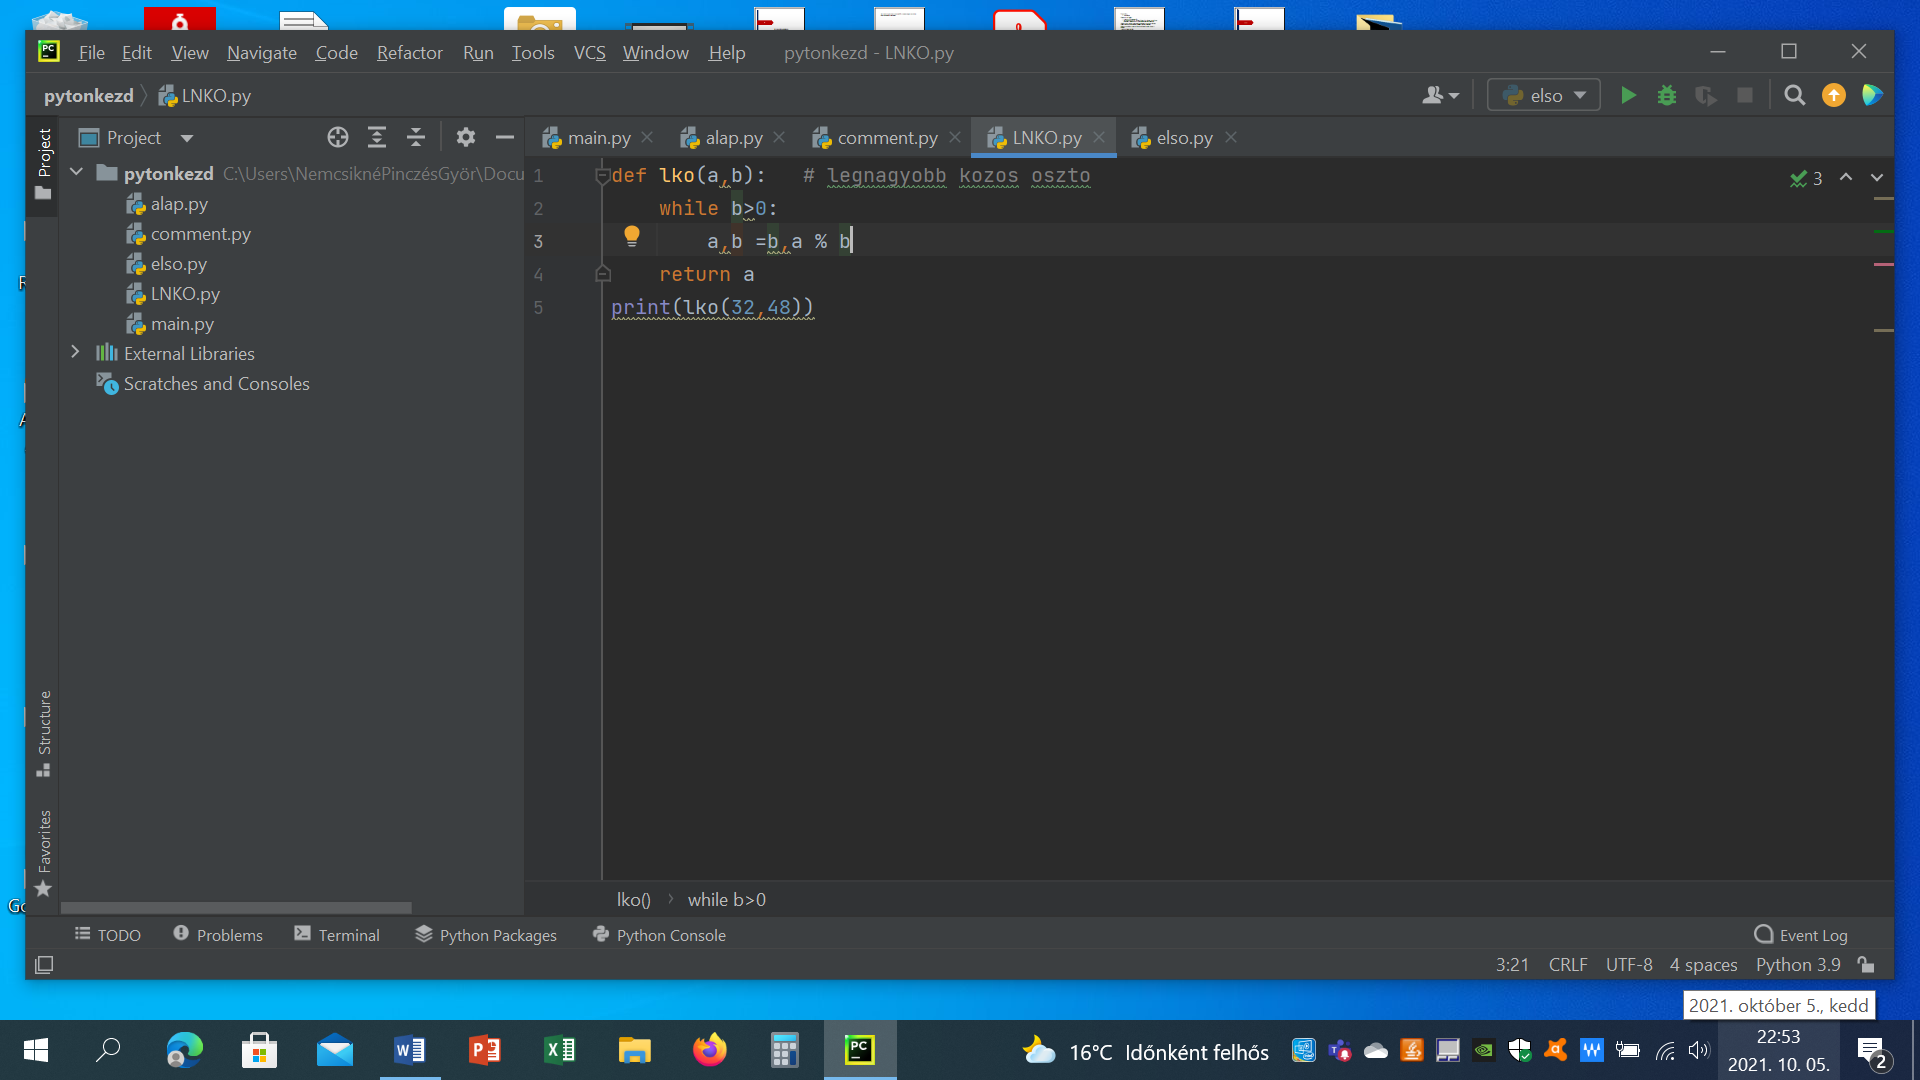 File Edit View Navigate Code Refactor Run Tools VCS Window Help pytonkezd - LNKO.py
pytonkezd LNKO.py elso
Project
main.py alap.py comment.py LNKO.py elso.py
Project
pytonkezd C:\Users\NemcsiknéPinczésGyör\Docu
alap.py
comment.py
elso.py
LNKO.py
main.py
External Libraries
Scratches and Consoles
1 def lko(a,b): # legnagyobb kozos oszto
2 while b>0:
3 a,b =b,a % b
4 return a
5 print(lko(32,48))
3
Structure
Favorites
lko() while b>0
TODO Problems Terminal Python Packages Python Console Event Log
3:21 CRLF UTF-8 4 spaces Python 3.9
2021. október 5., kedd
16°C Időnként felhős
22:53
2021. 10. 05.
2